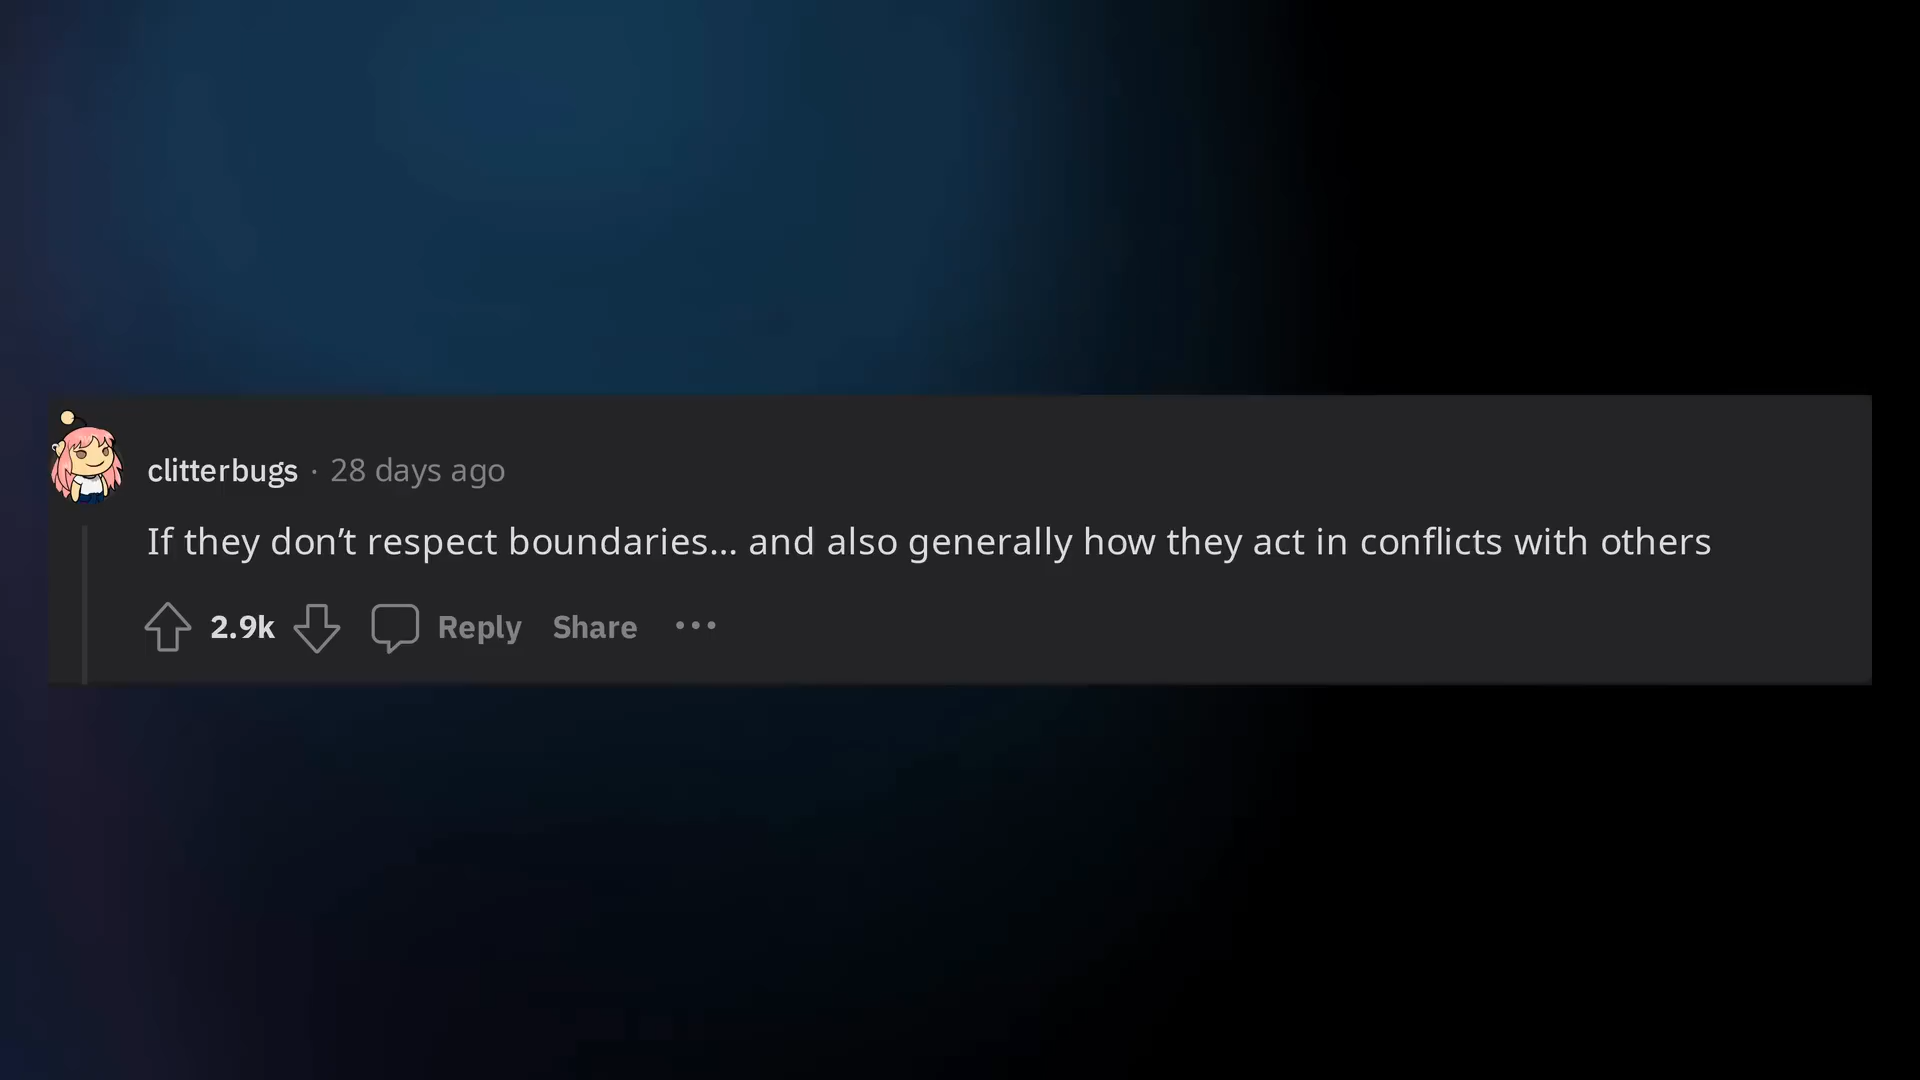 clitterbugs · 28 days ago
If they don’t respect boundaries... and also generally how they act in conflicts with others
2.9k Reply Share ···